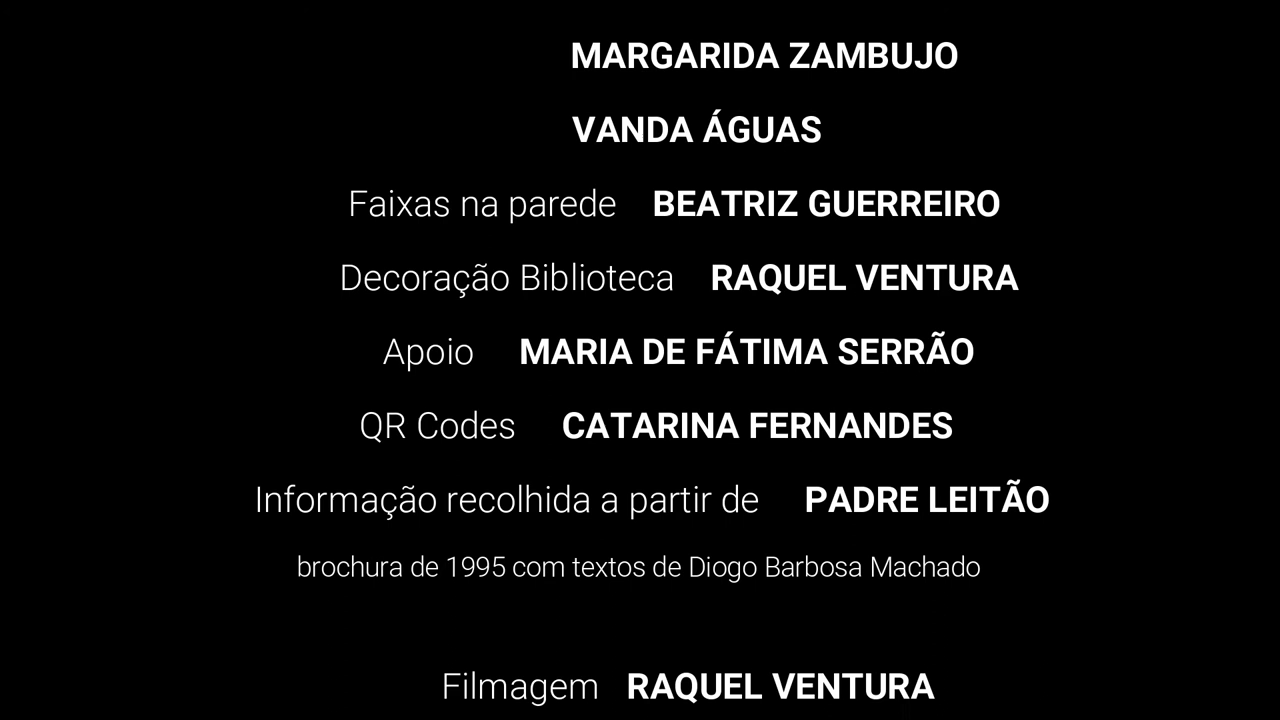 MARGARIDA ZAMBUJO
VANDA ÁGUAS
Faixas na parede BEATRIZ GUERREIRO
Decoração Biblioteca RAQUEL VENTURA
Apoio MARIA DE FÁTIMA SERRÃO
QR Codes CATARINA FERNANDES
Informação recolhida a partir de PADRE LEITÃO
brochura de 1995 com textos de Diogo Barbosa Machado
Filmagem RAQUEL VENTURA